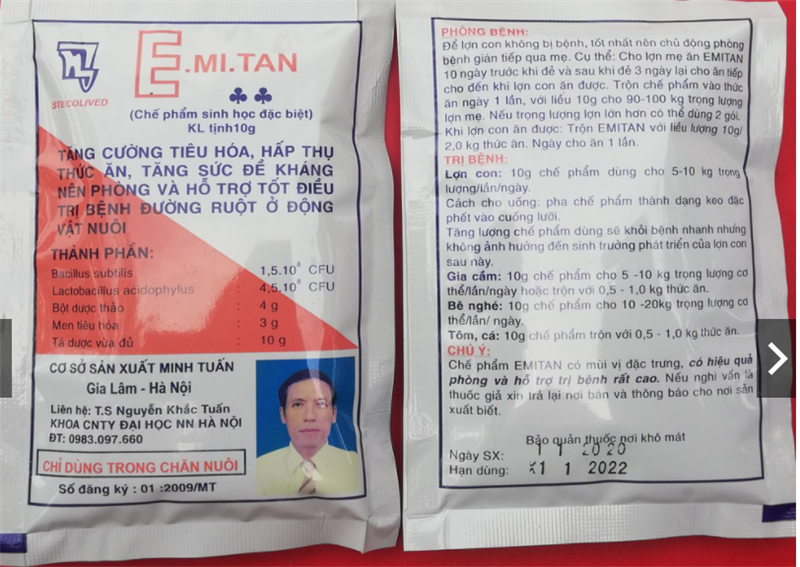 STECOLIVED
E.MI.TAN
(Chế phẩm sinh học đặc biệt)
KL tịnh10g
TĂNG CƯỜNG TIÊU HÓA, HẤP THỤ
THỨC ĂN, TĂNG SỨC ĐỀ KHÁNG
NÊN PHÒNG VÀ HỖ TRỢ TỐT ĐIỀU
TRỊ BỆNH ĐƯỜNG RUỘT Ở ĐỘNG
VẬT NUÔI
THÀNH PHẦN:
Bacillus subtilis : 1,5.10⁸ CFU
Lactobacillus acidophylus : 4,5.10⁸ CFU
Bột dược thảo : 4 g
Men tiêu hóa : 3 g
Tá dược vừa đủ : 10 g
CƠ SỞ SẢN XUẤT MINH TUẤN
Gia Lâm - Hà Nội
Liên hệ: T.S Nguyễn Khắc Tuấn
KHOA CNTY ĐẠI HỌC NN HÀ NỘI
ĐT: 0983.097.660
CHỈ DÙNG TRONG CHĂN NUÔI
Số đăng ký : 01 :2009/MT
PHÒNG BỆNH:
Để lợn con không bị bệnh, tốt nhất nên chủ động phòng
bệnh gián tiếp qua mẹ. Cụ thể: Cho lợn mẹ ăn EMITAN
10 ngày trước khi đẻ và sau khi đẻ 3 ngày lại cho ăn tiếp
cho đến khi lợn con ăn được. Trộn chế phẩm vào thức
ăn ngày 1 lần, với liều 10g cho 90-100 kg trọng lượng
lợn mẹ. Nếu trọng lượng lợn lớn hơn có thể dùng 2 gói.
Khi lợn con ăn được: Trộn EMITAN với liều lượng 10g/
2,0 kg thức ăn. Ngày cho ăn 1 lần.
TRỊ BỆNH:
Lợn con: 10g chế phẩm dùng cho 5-10 kg trọng
lượng/lần/ngày.
Cách cho uống: pha chế phẩm thành dạng keo đặc
phết vào cuống lưỡi.
Tăng lượng chế phẩm dùng sẽ khỏi bệnh nhanh nhưng
không ảnh hưởng đến sinh trưởng phát triển của lợn con
sau này.
Gia cầm: 10g chế phẩm cho 5 -10 kg trọng lượng cơ
thể/lần/ngày hoặc trộn với 0,5 - 1,0 kg thức ăn.
Bê nghé: 10g chế phẩm cho 10 -20kg trọng lượng cơ
thể/lần/ ngày.
Tôm, cá: 10g chế phẩm trộn với 0,5 - 1,0 kg thức ăn.
CHÚ Ý:
Chế phẩm EMITAN có mùi vị đặc trưng, có hiệu quả
phòng và hỗ trợ trị bệnh rất cao. Nếu nghi vấn là
thuốc giả xin trả lại nơi bán và thông báo cho nơi sản
xuất biết.
Bảo quản thuốc nơi khô mát
Ngày SX: 1 1 2020
Hạn dùng: 1 1 2022